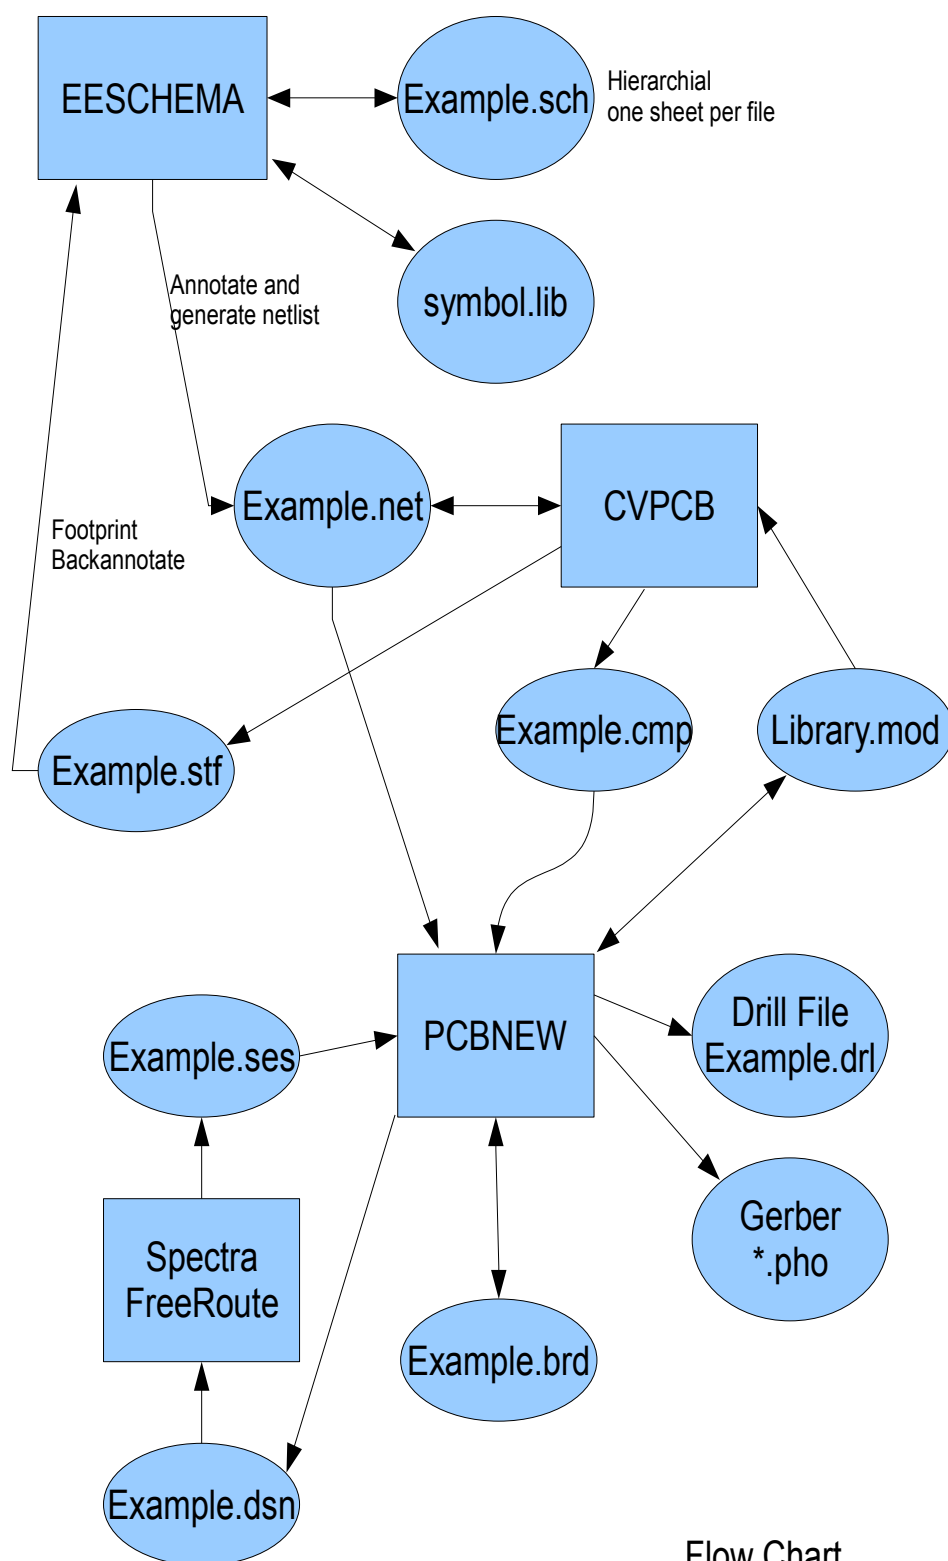 EESCHEMA
Example.sch
Hierarchial
one sheet per file
symbol.lib
Annotate and
generate netlist
Example.net
CVPCB
Footprint
Backannotate
Example.cmp
Library.mod
Example.stf
PCBNEW
Drill File
Example.drl
Example.ses
Gerber
*.pho
Spectra
FreeRoute
Example.brd
Example.dsn
Flow Chart